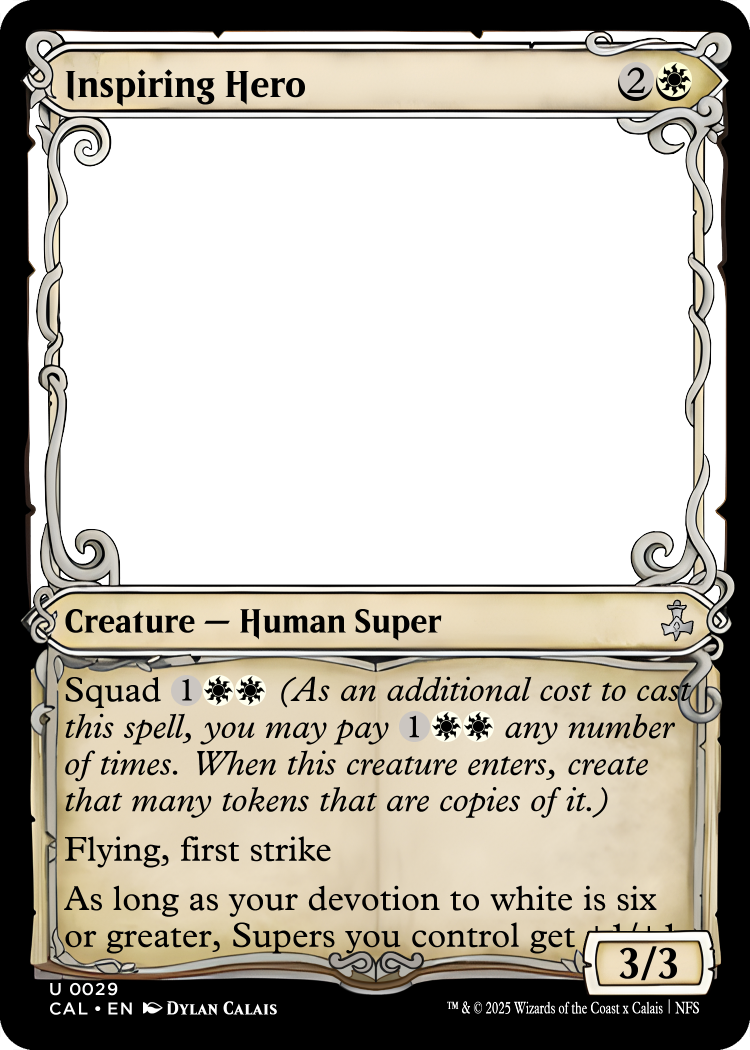 Inspiring Hero 2
Creature — Human Super
Squad 1 (As an additional cost to cast
this spell, you may pay 1 any number
of times. When this creature enters, create
that many tokens that are copies of it.)
Flying, first strike
As long as your devotion to white is six
or greater, Supers you control get +1/+1
3/3
U 0029
CAL • EN DYLAN CALAIS
™ & © 2025 Wizards of the Coast x Calais | NFS